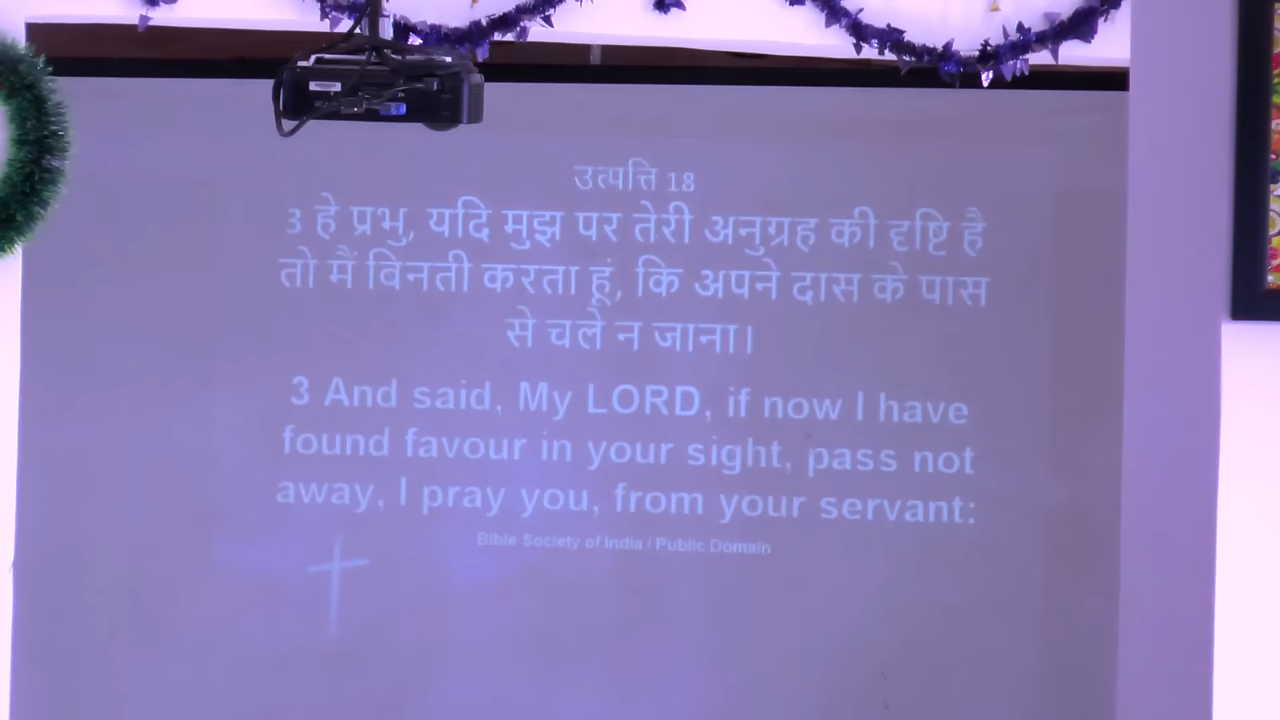 उत्पत्ति 18
3 हे प्रभु, यदि मुझ पर तेरी अनुग्रह की दृष्टि है
तो मैं विनती करता हूं, कि अपने दास के पास
से चले न जाना।
3 And said, My LORD, if now I have
found favour in your sight, pass not
away, I pray you, from your servant:
Bible Society of India / Public Domain